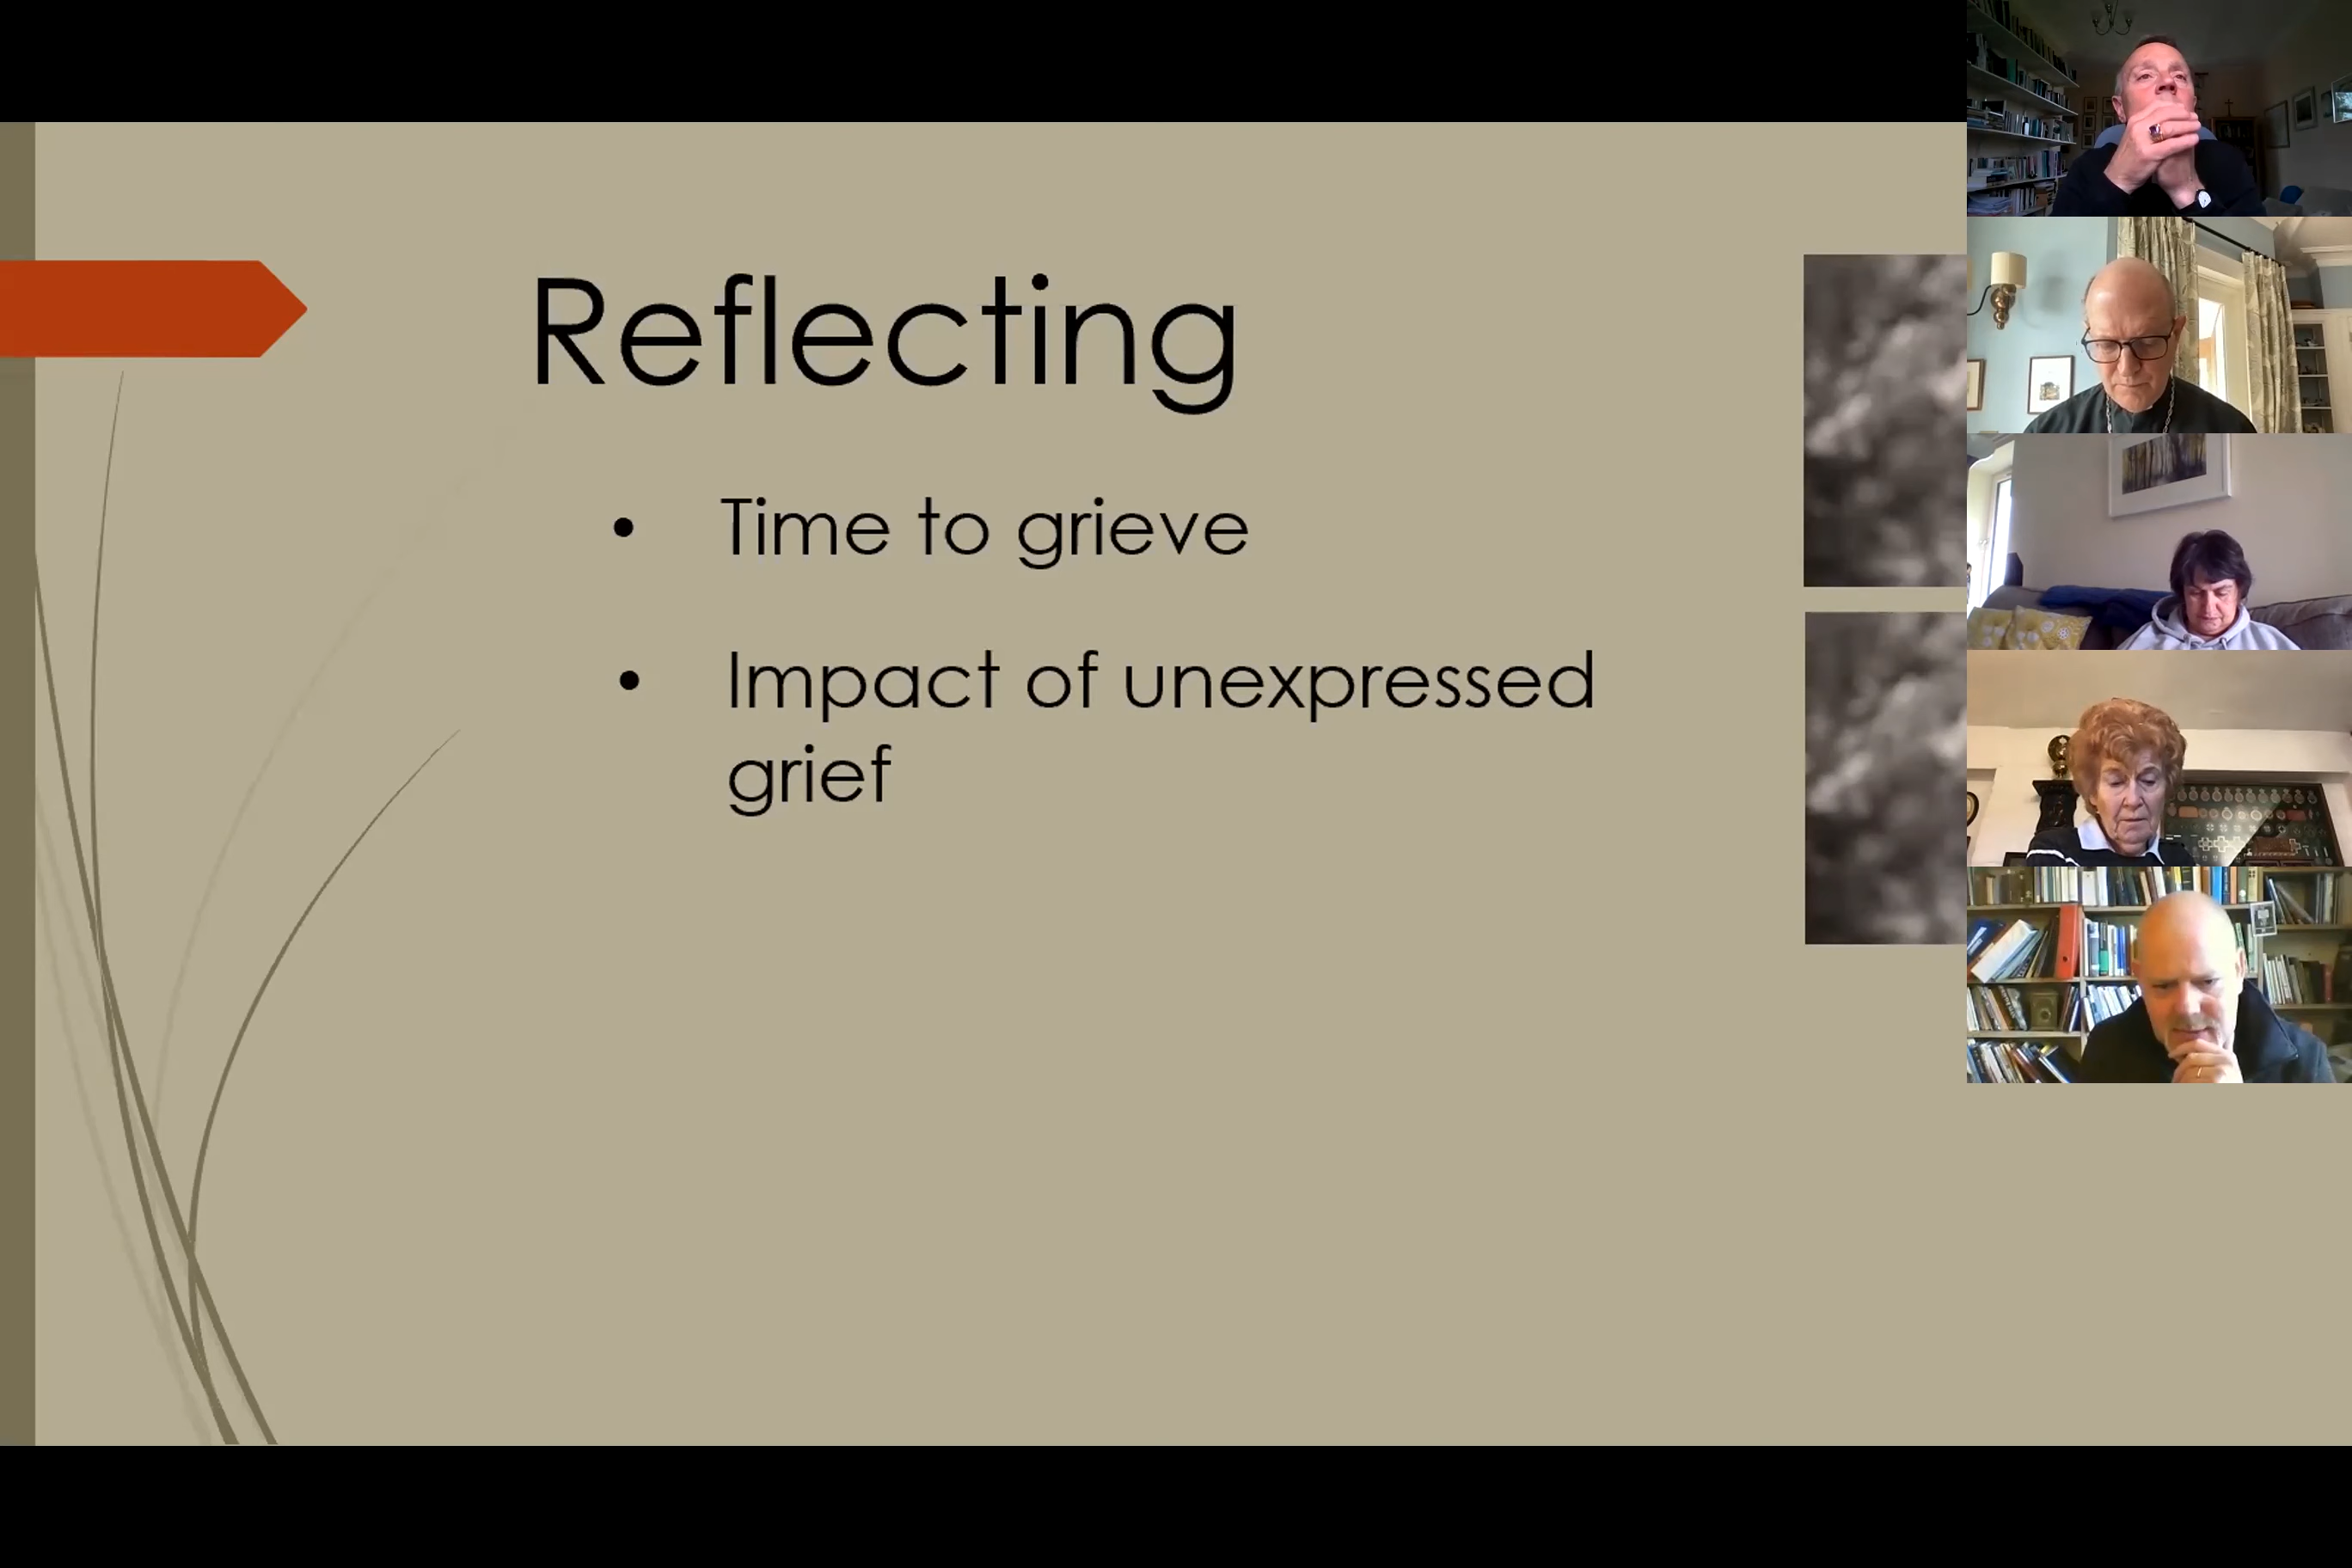 Reflecting
• Time to grieve
• Impact of unexpressed
grief